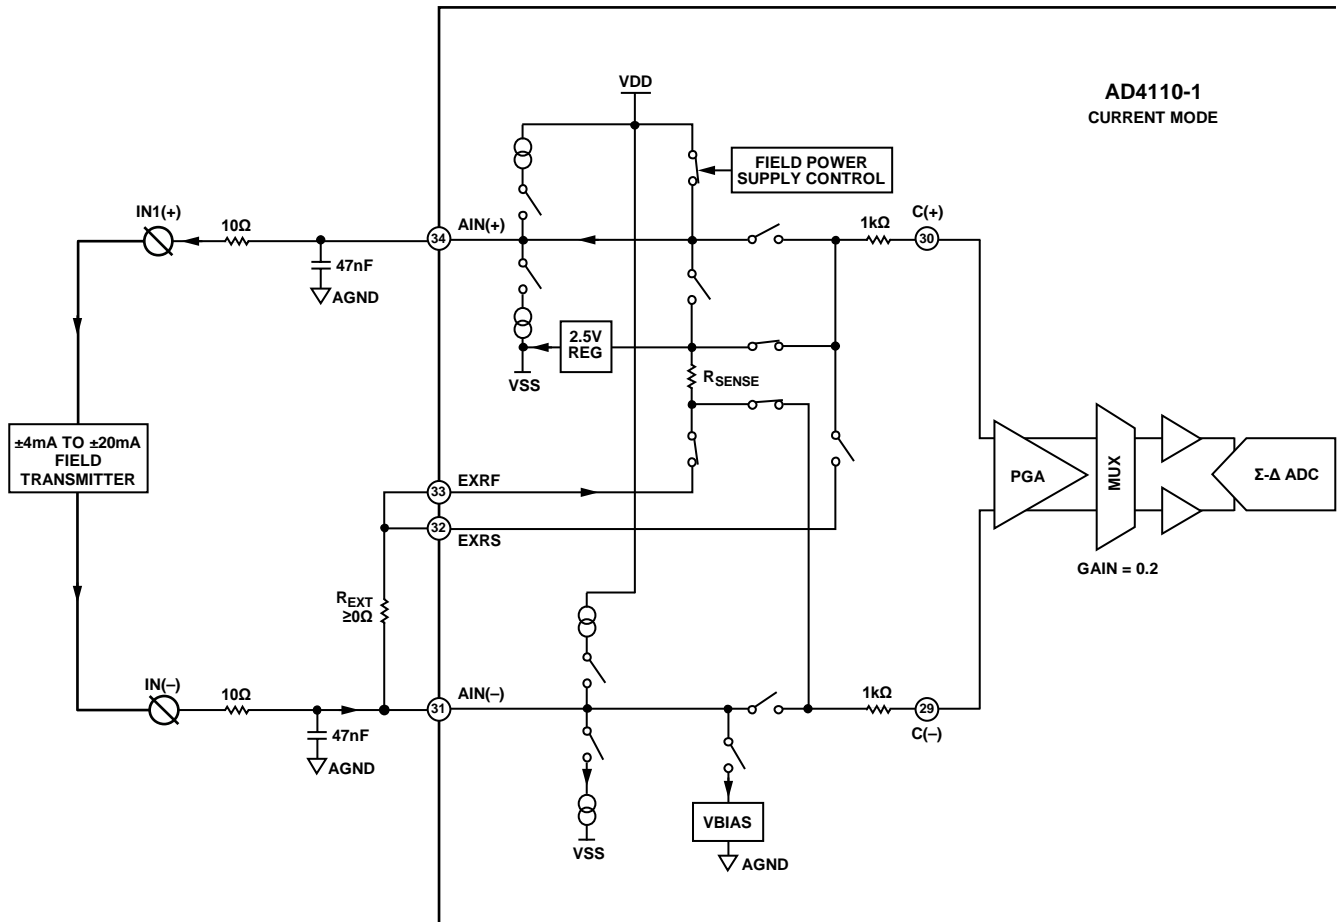 AD4110-1
CURRENT MODE
VDD
FIELD POWER
SUPPLY CONTROL
IN1(+)
10Ω
47nF
AGND
34
AIN(+)
1kΩ
C(+)
30
2.5V
REG
VSS
RSENSE
±4mA TO ±20mA
FIELD
TRANSMITTER
33
EXRF
32
EXRS
REXT
≥0Ω
PGA
MUX
Σ-Δ ADC
GAIN = 0.2
IN(–)
10Ω
47nF
AGND
31
AIN(–)
1kΩ
29
C(–)
VBIAS
VSS
AGND